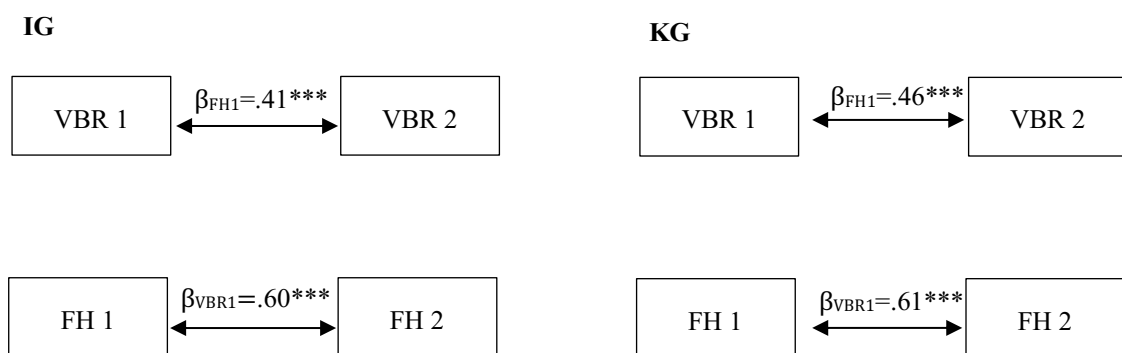 IG
KG
VBR 1
βFH1=.41***
VBR 2
VBR 1
βFH1=.46***
VBR 2
FH 1
βVBR1=.60***
FH 2
FH 1
βVBR1=.61***
FH 2